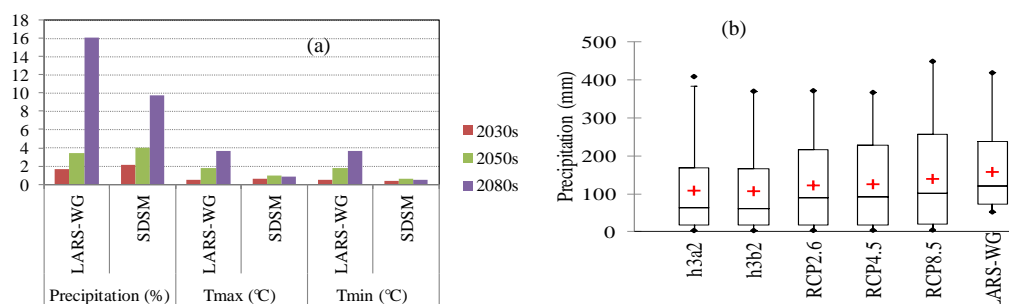 (a)
18
16
14
12
10
8
6
4
2
0
LARS-WG
SDSM
LARS-WG
SDSM
LARS-WG
SDSM
Precipitation (%)
Tmax (℃)
Tmin (℃)
2030s
2050s
2080s
(b)
Precipitation (mm)
500
400
300
200
100
0
h3a2
h3b2
RCP2.6
RCP4.5
RCP8.5
LARS-WG